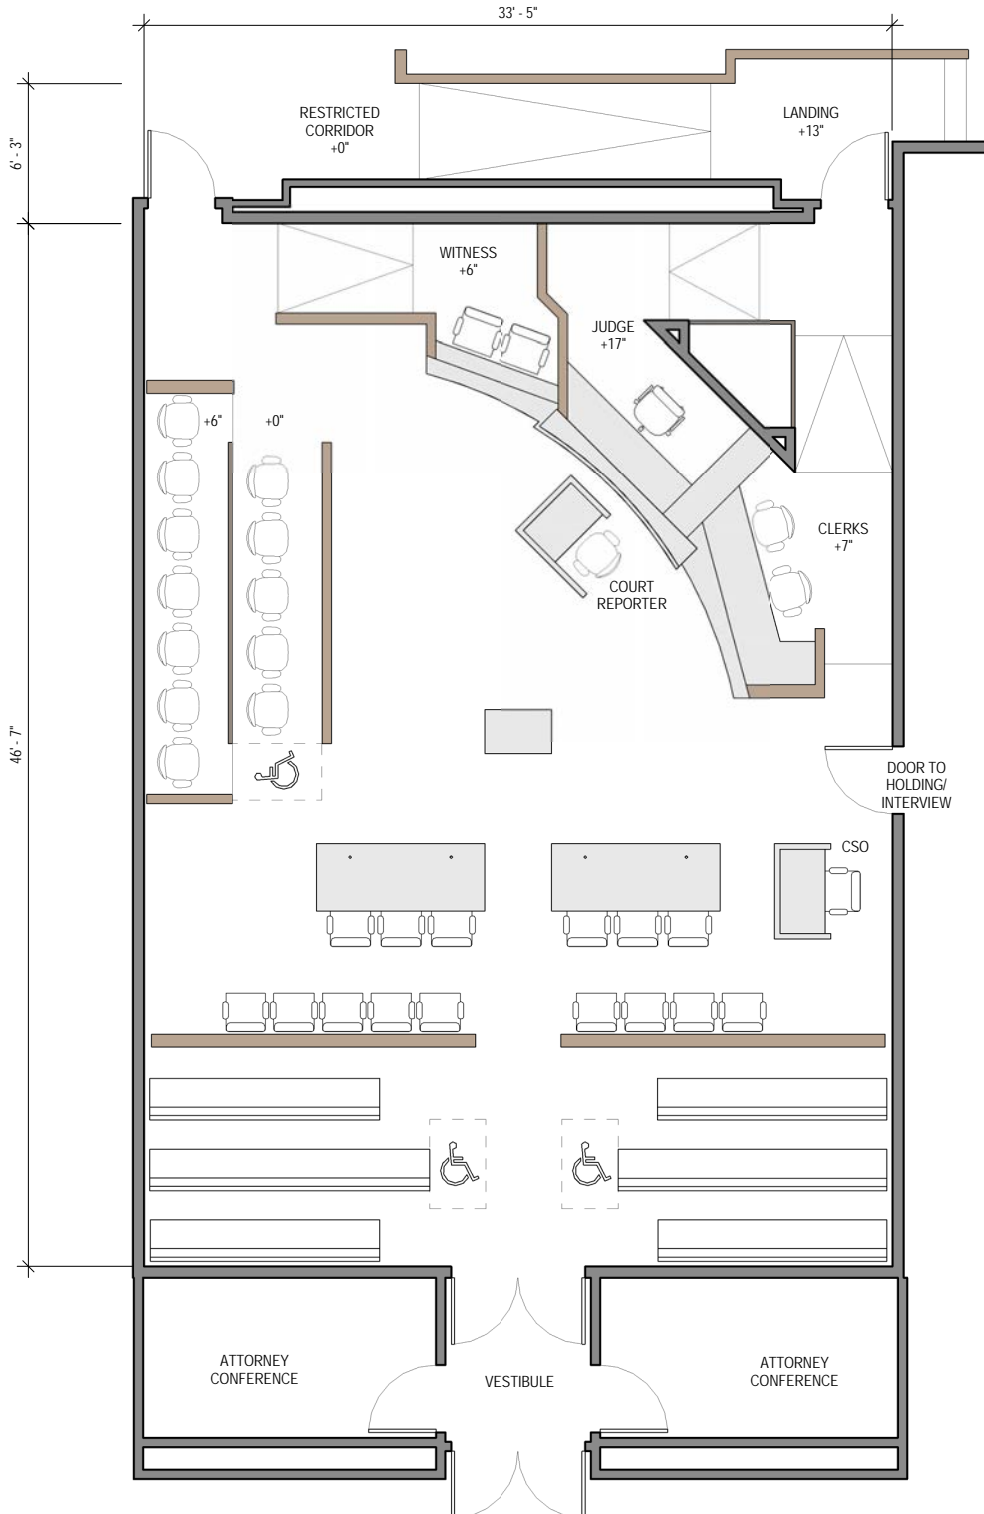 33' - 5"
6' - 3"
RESTRICTED
CORRIDOR
+0"
LANDING
+13"
WITNESS
+6"
JUDGE
+17"
+6"
+0"
CLERKS
+7"
COURT
REPORTER
46' - 7"
DOOR TO
HOLDING/
INTERVIEW
CSO
ATTORNEY
CONFERENCE
VESTIBULE
ATTORNEY
CONFERENCE